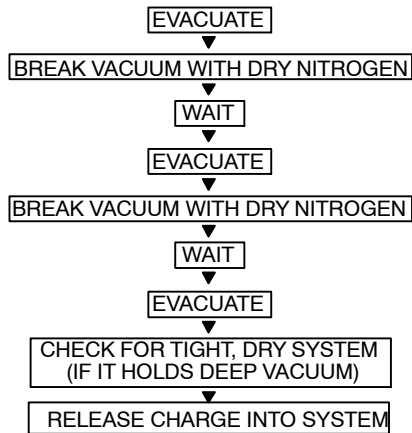 EVACUATE
BREAK VACUUM WITH DRY NITROGEN
WAIT
EVACUATE
BREAK VACUUM WITH DRY NITROGEN
WAIT
EVACUATE
CHECK FOR TIGHT, DRY SYSTEM
(IF IT HOLDS DEEP VACUUM)
RELEASE CHARGE INTO SYSTEM